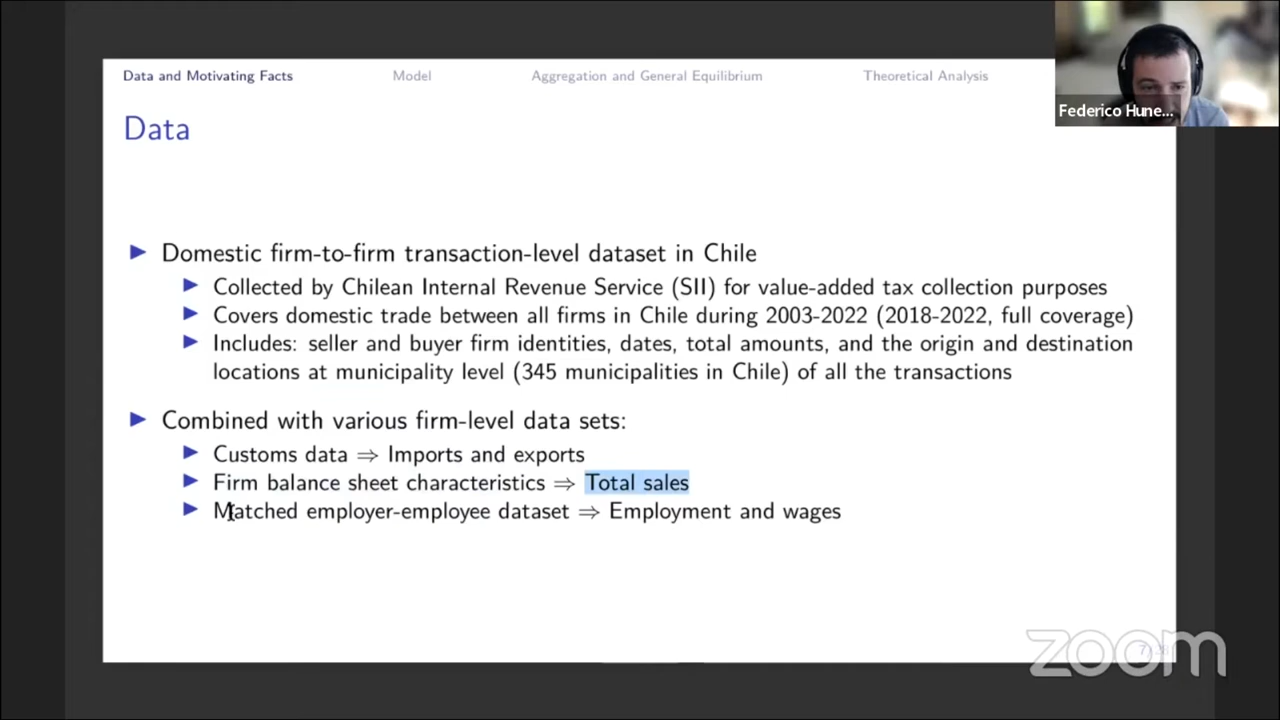 Data and Motivating Facts Model Aggregation and General Equilibrium Theoretical Analysis
Federico Hune...
Data
Domestic firm-to-firm transaction-level dataset in Chile
Collected by Chilean Internal Revenue Service (SII) for value-added tax collection purposes
Covers domestic trade between all firms in Chile during 2003-2022 (2018-2022, full coverage)
Includes: seller and buyer firm identities, dates, total amounts, and the origin and destination
locations at municipality level (345 municipalities in Chile) of all the transactions
Combined with various firm-level data sets:
Customs data ⇒ Imports and exports
Firm balance sheet characteristics ⇒ Total sales
Matched employer-employee dataset ⇒ Employment and wages
zoom